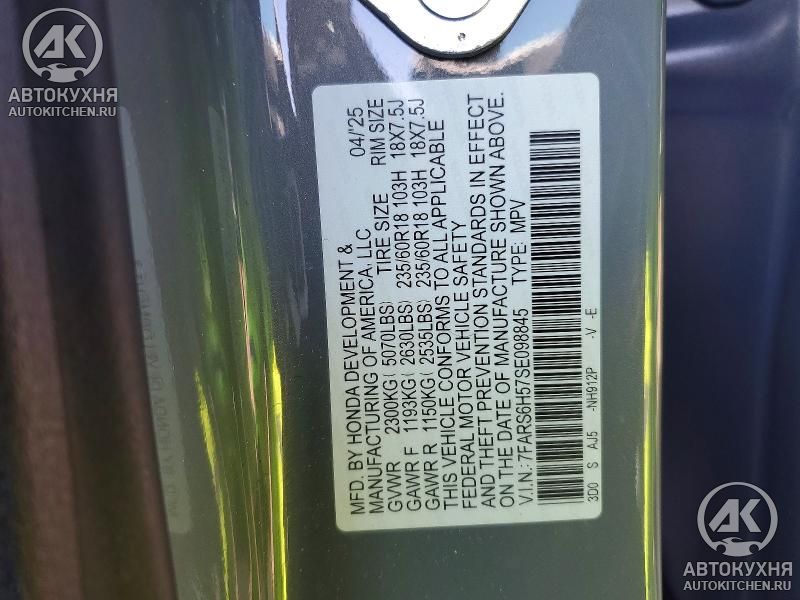 AK
АВТОКУХНЯ
AUTOKITCHEN.RU
MFD. BY HONDA DEVELOPMENT & 04/'25
MANUFACTURING OF AMERICA, LLC
TIRE SIZE RIM SIZE
GVWR 2300KG( 5070LBS)
GAWR F 1193KG( 2630LBS) 235/60R18 103H 18X7.5J
GAWR R 1150KG( 2535LBS) 235/60R18 103H 18X7.5J
THIS VEHICLE CONFORMS TO ALL APPLICABLE
FEDERAL MOTOR VEHICLE SAFETY
AND THEFT PREVENTION STANDARDS IN EFFECT
ON THE DATE OF MANUFACTURE SHOWN ABOVE.
V.I.N.:7FARS6H57SE098845 TYPE: MPV
3D0 S AJ5 -NH912P -V -E
AK
АВТОКУХНЯ
AUTOKITCHEN.RU